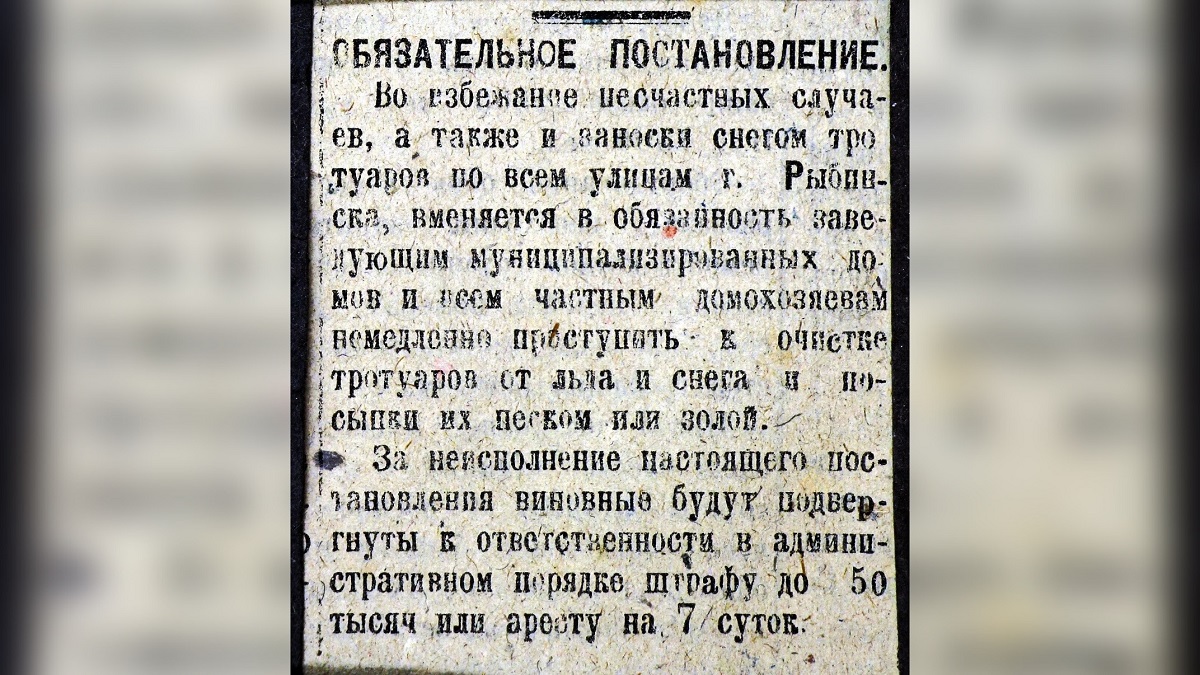 ОБЯЗАТЕЛЬНОЕ ПОСТАНОВЛЕНИЕ.
Во избежание несчастных случа-
ев, а также и заноски снегом тро
туаров по всем улицам г. Рыбин-
ска, вменяется в обязанность заве-
дующим муниципализированных до-
мов и всем частным домохозяевам
немедленно преступить к очистке
тротуаров от льда и снега и по-
сыпки их песком или золой.
За неисполнение настоящего пос-
тановления виновные будут подвер-
гнуты к ответственности в админи-
стративном порядке штрафу до 50
тысяч или аресту на 7 суток.